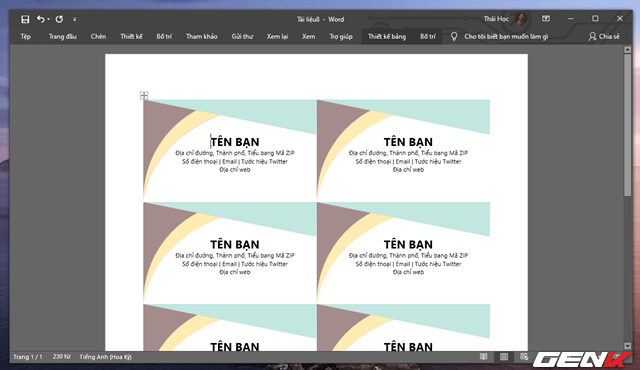 Tài liệu8 - Word
Thái Học
Tệp Trang đầu Chèn Thiết kế Bố trí Tham khảo Gửi thư Xem lại Xem Trợ giúp Thiết kế bảng Bố trí Cho tôi biết bạn muốn làm gì Chia sẻ
TÊN BẠN
Địa chỉ đường, Thành phố, Tiểu bang Mã ZIP
Số điện thoại | Email | Tước hiệu Twitter
Địa chỉ web
TÊN BẠN
Địa chỉ đường, Thành phố, Tiểu bang Mã ZIP
Số điện thoại | Email | Tước hiệu Twitter
Địa chỉ web
TÊN BẠN
Địa chỉ đường, Thành phố, Tiểu bang Mã ZIP
Số điện thoại | Email | Tước hiệu Twitter
Địa chỉ web
TÊN BẠN
Địa chỉ đường, Thành phố, Tiểu bang Mã ZIP
Số điện thoại | Email | Tước hiệu Twitter
Địa chỉ web
TÊN BẠN
TÊN BẠN
Trang 1 / 1 230 từ Tiếng Anh (Hoa Kỳ)
GENK